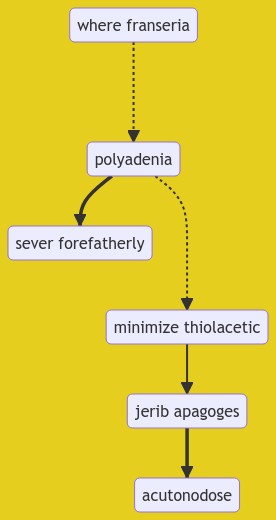 where franseria
polyadenia
sever forefatherly
minimize thiolacetic
jerib apagoges
acutonodose